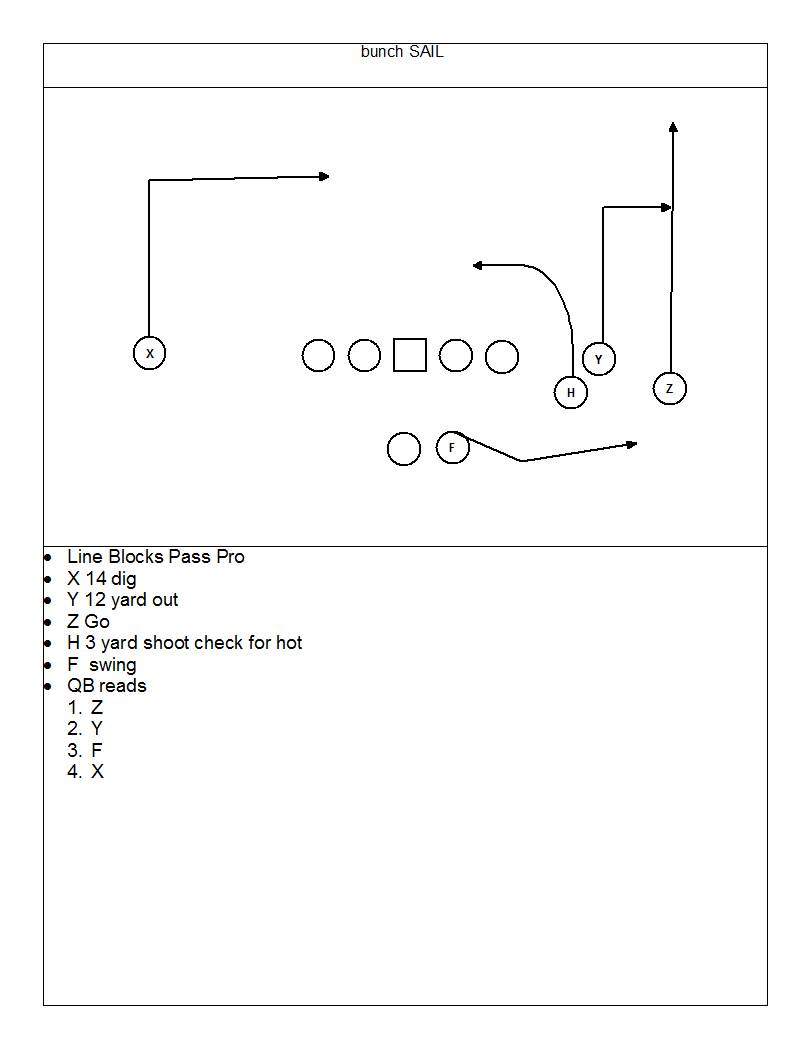 bunch SAIL
X
Y
H
Z
F
• Line Blocks Pass Pro
• X 14 dig
• Y 12 yard out
• Z Go
• H 3 yard shoot check for hot
• F swing
• QB reads
1. Z
2. Y
3. F
4. X